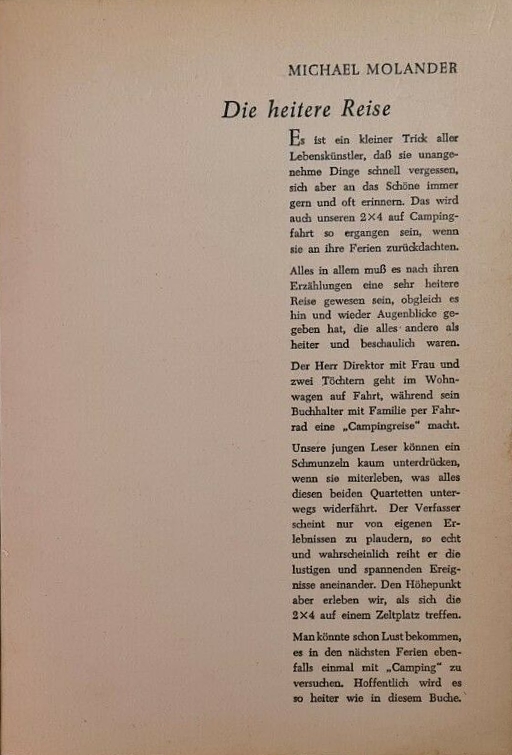 MICHAEL MOLANDER
Die heitere Reise
Es ist ein kleiner Trick aller
Lebenskünstler, daß sie unange-
nehme Dinge schnell vergessen,
sich aber an das Schöne immer
gern und oft erinnern. Das wird
auch unseren 2×4 auf Camping-
fahrt so ergangen sein, wenn
sie an ihre Ferien zurückdachten.
Alles in allem muß es nach ihren
Erzählungen eine sehr heitere
Reise gewesen sein, obgleich es
hin und wieder Augenblicke ge-
geben hat, die alles andere als
heiter und beschaulich waren.
Der Herr Direktor mit Frau und
zwei Töchtern geht im Wohn-
wagen auf Fahrt, während sein
Buchhalter mit Familie per Fahr-
rad eine „Campingreise“ macht.
Unsere jungen Leser können ein
Schmunzeln kaum unterdrücken,
wenn sie miterleben, was alles
diesen beiden Quartetten unter-
wegs widerfährt. Der Verfasser
scheint nur von eigenen Er-
lebnissen zu plaudern, so echt
und wahrscheinlich reiht er die
lustigen und spannenden Ereig-
nisse aneinander. Den Höhepunkt
aber erleben wir, als sich die
2×4 auf einem Zeltplatz treffen.
Man könnte schon Lust bekommen,
es in den nächsten Ferien eben-
falls einmal mit „Camping“ zu
versuchen. Hoffentlich wird es
so heiter wie in diesem Buche.